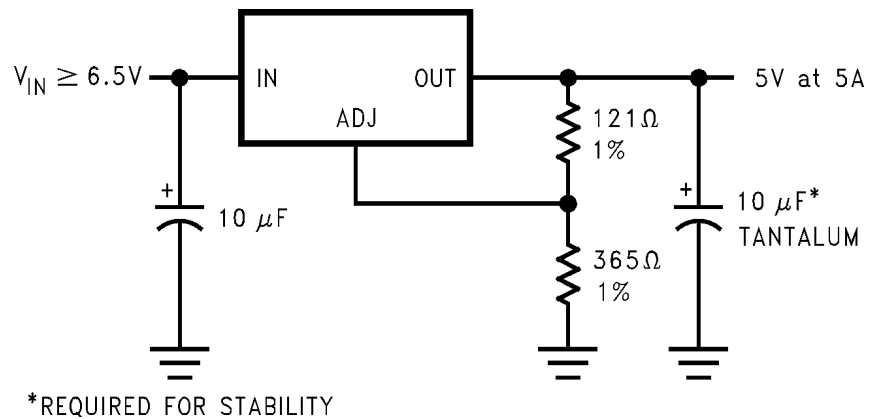 V_IN ≥ 6.5V
IN
OUT
ADJ
5V at 5A
121Ω
1%
10 μF
10 μF*
TANTALUM
365Ω
1%
*REQUIRED FOR STABILITY
+
+